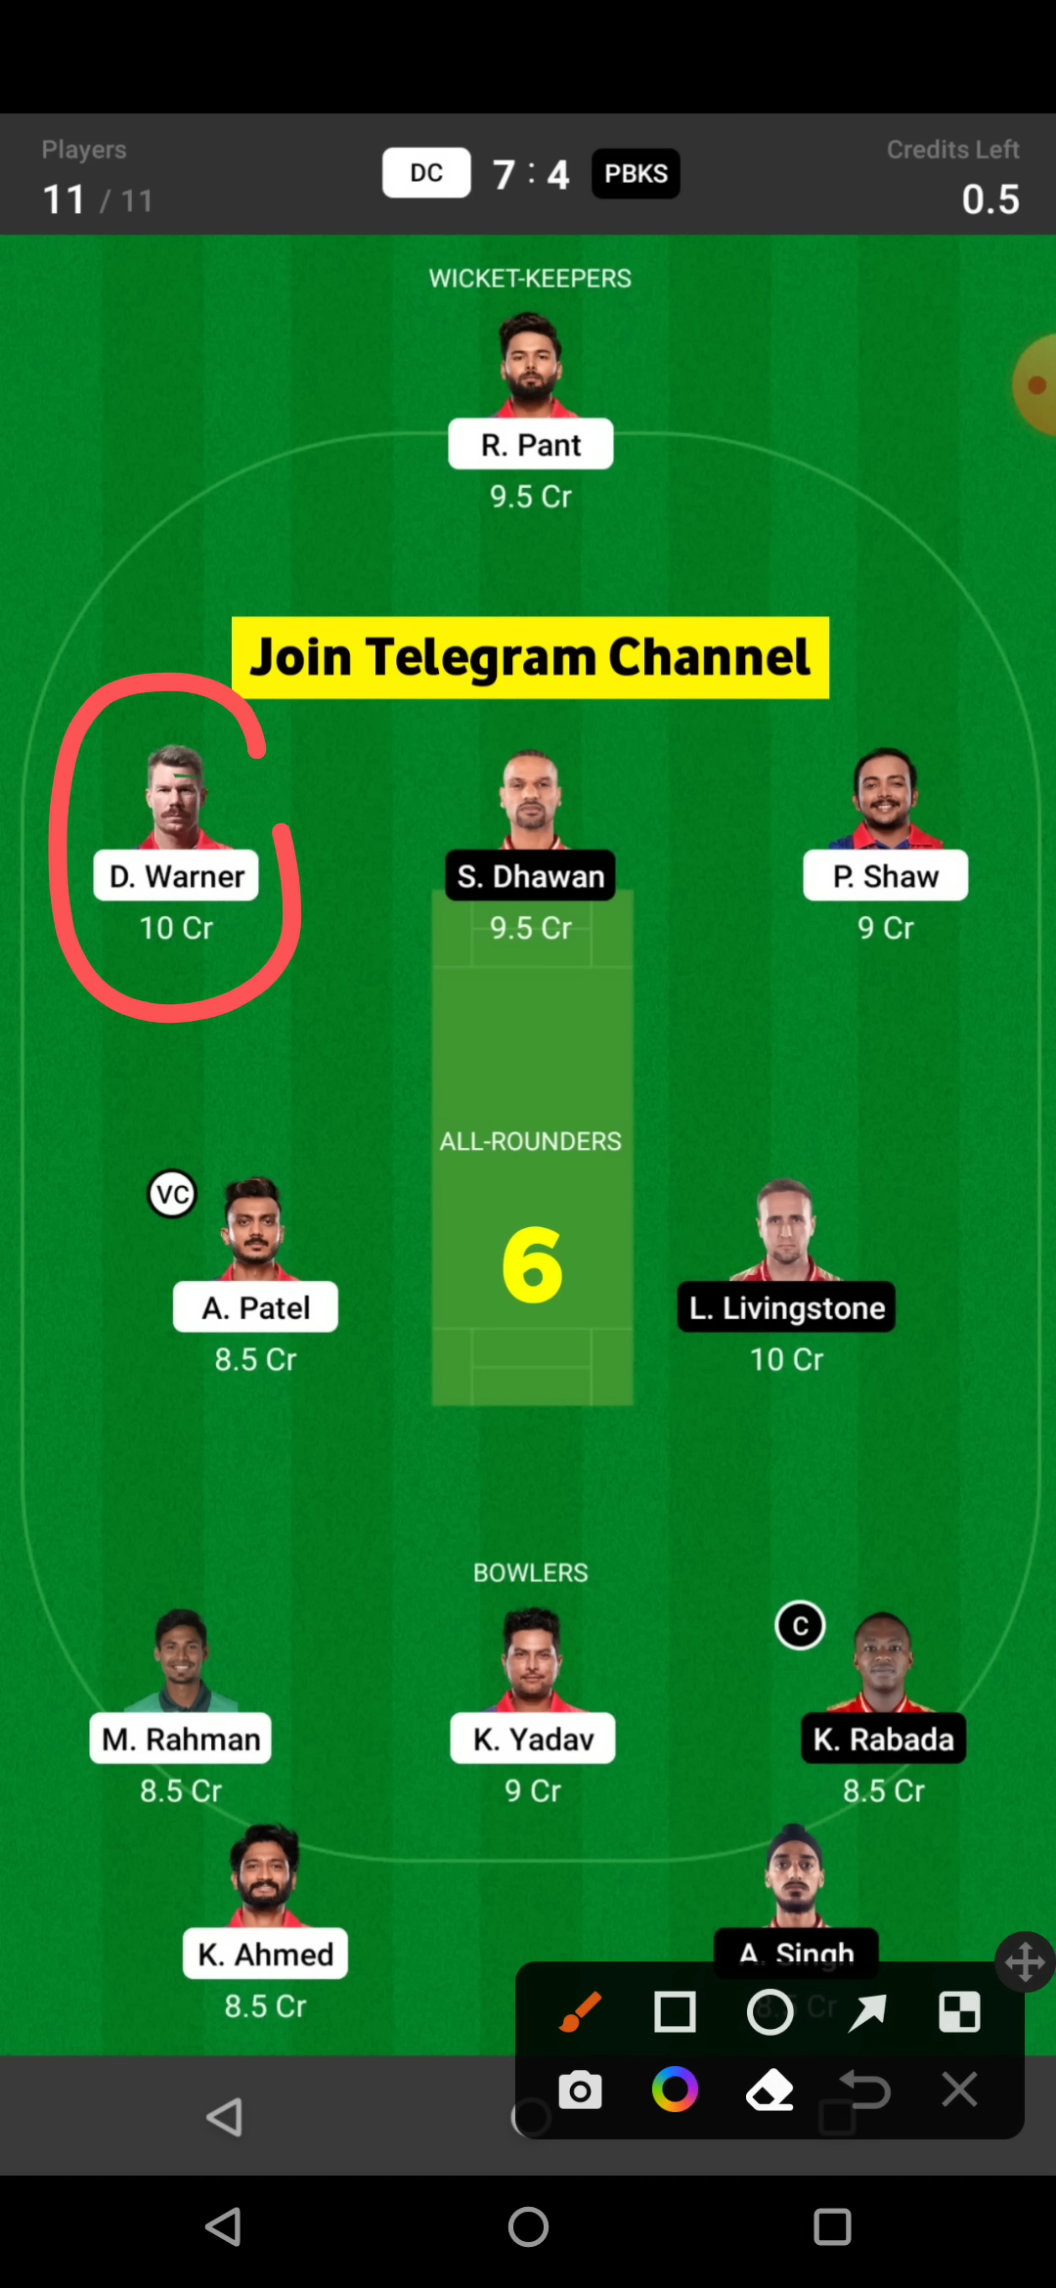 Players
11 / 11
DC 7 : 4 PBKS
Credits Left
0.5
WICKET-KEEPERS
R. Pant
9.5 Cr
Join Telegram Channel
D. Warner
10 Cr
S. Dhawan
9.5 Cr
P. Shaw
9 Cr
ALL-ROUNDERS
VC
A. Patel
8.5 Cr
6
L. Livingstone
10 Cr
BOWLERS
M. Rahman
8.5 Cr
K. Yadav
9 Cr
C
K. Rabada
8.5 Cr
K. Ahmed
8.5 Cr
A. Singh
8.5 Cr